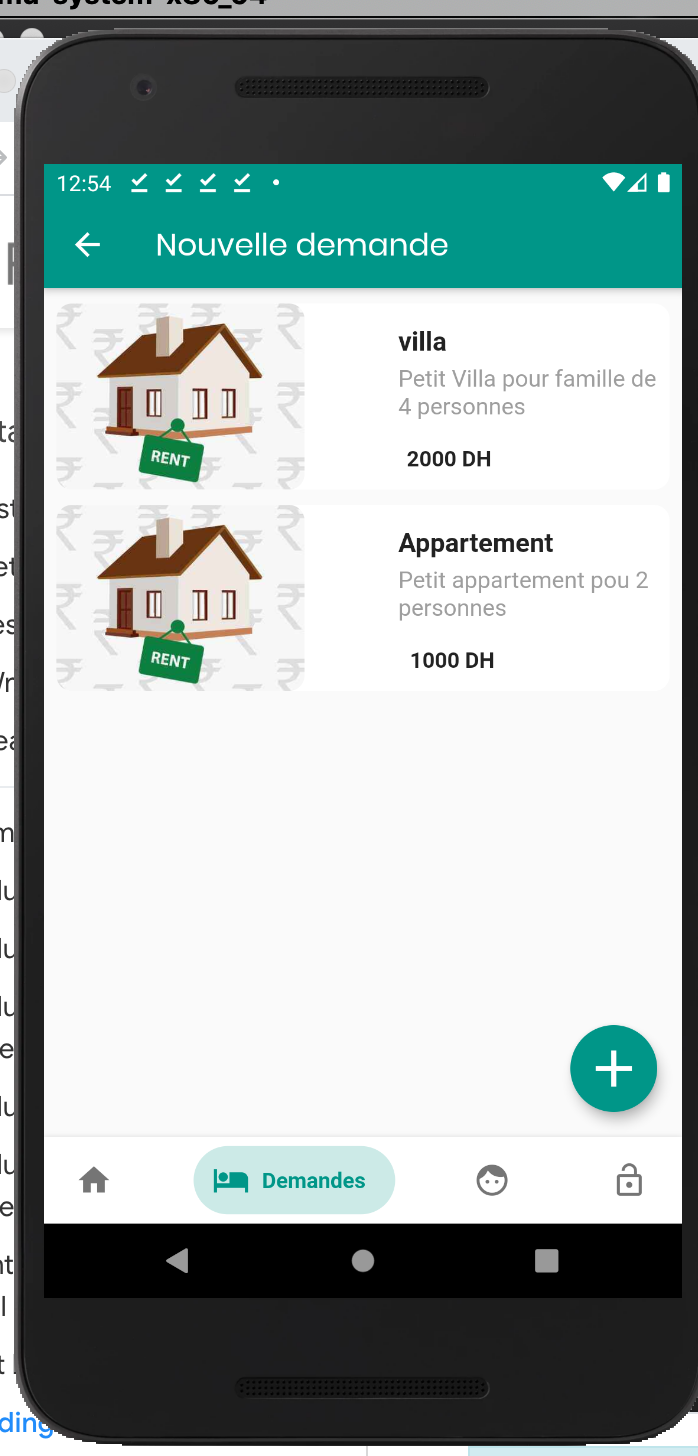 12:54
Nouvelle demande
villa
Petit Villa pour famille de
4 personnes
2000 DH
RENT
Appartement
Petit appartement pou 2
personnes
1000 DH
RENT
Demandes